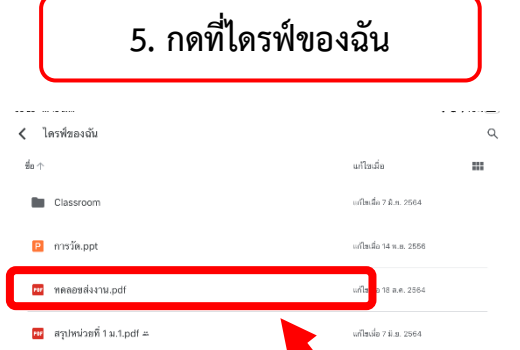 5. กดที่ไดรฟ์ของฉัน
ไดรฟ์ของฉัน
ชื่อ ↑ แก้ไขเมื่อ
Classroom แก้ไขเมื่อ 7 มิ.ย. 2564
P การวัด.ppt แก้ไขเมื่อ 14 พ.ย. 2556
PDF ทดลองส่งงาน.pdf แก้ไขเมื่อ 18 ส.ค. 2564
PDF สรุปหน่วยที่ 1 ม.1.pdf แก้ไขเมื่อ 7 มิ.ย. 2564